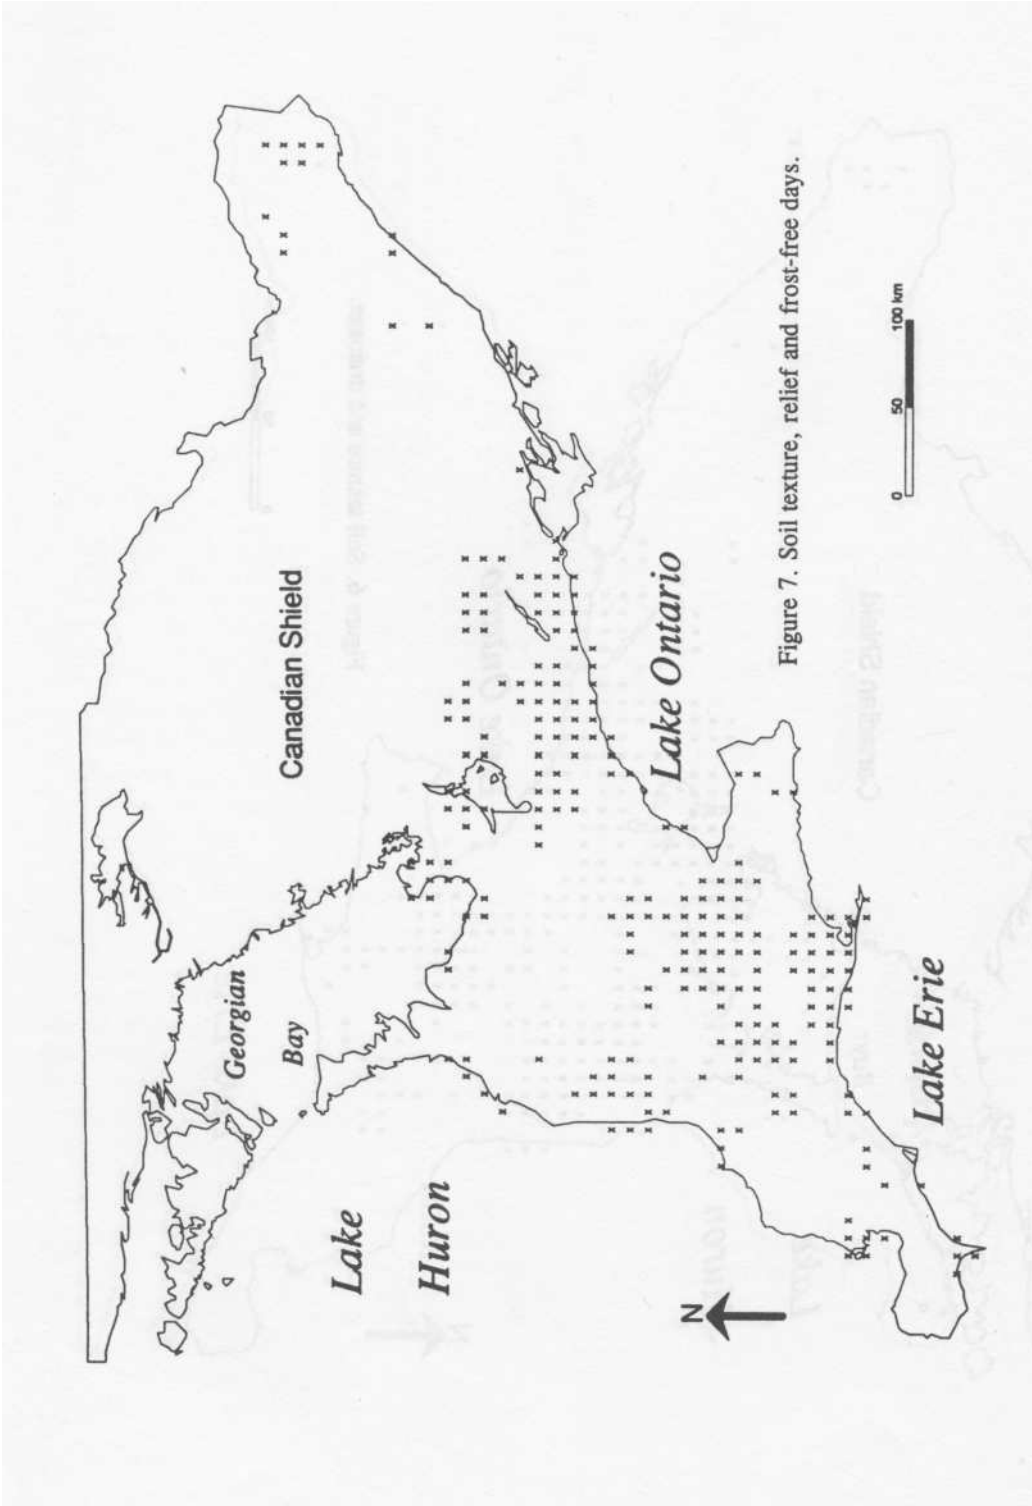 Canadian Shield
Georgian
Bay
Lake
Huron
Lake Ontario
Lake Erie
N
Figure 7. Soil texture, relief and frost-free days.
0 50 100 km